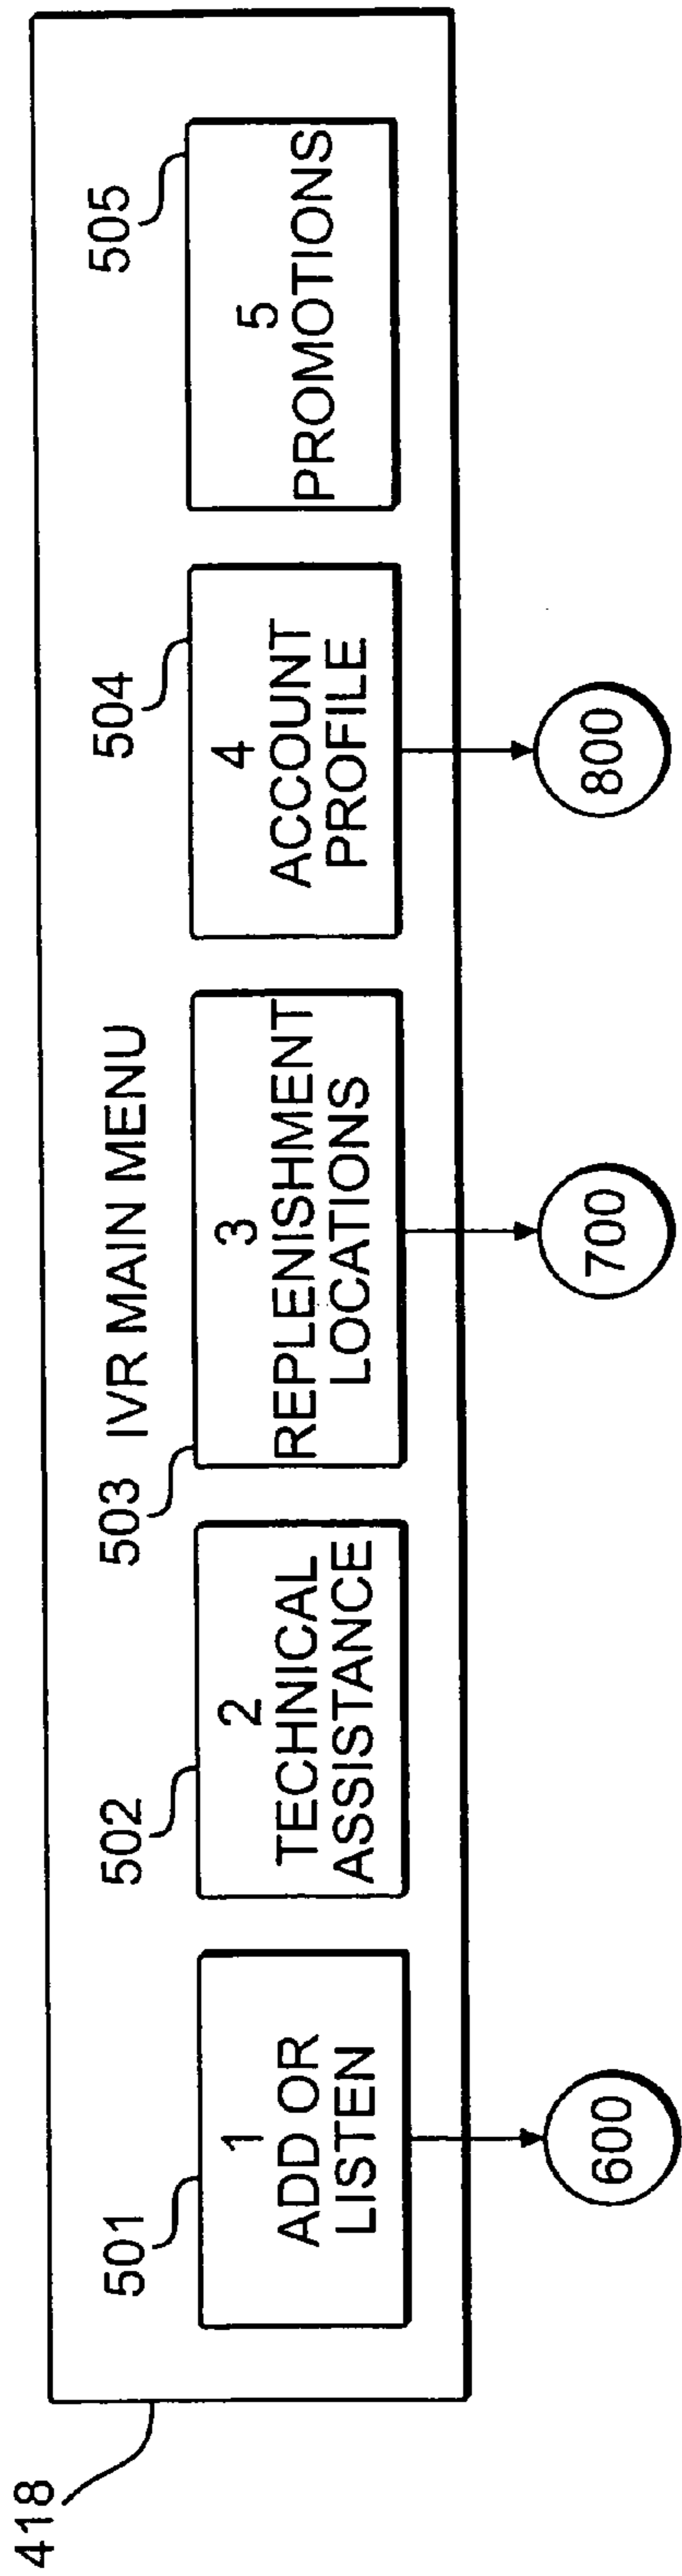 418
IVR MAIN MENU
501
1
ADD OR
LISTEN
502
2
TECHNICAL
ASSISTANCE
503
3
REPLENISHMENT
LOCATIONS
504
4
ACCOUNT
PROFILE
505
5
PROMOTIONS
600
700
800